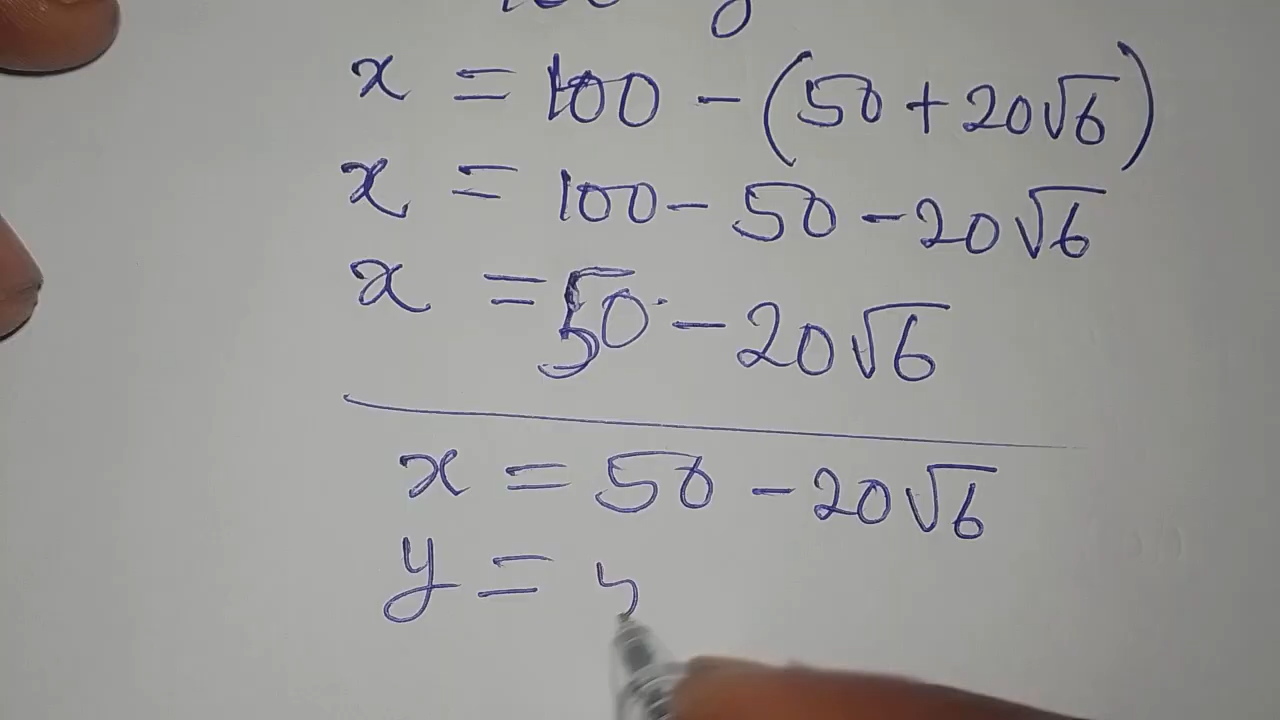 x = 100 - (50 + 20√6)
x = 100 - 50 - 20√6
x = 50 - 20√6
x = 50 - 20√6
y =